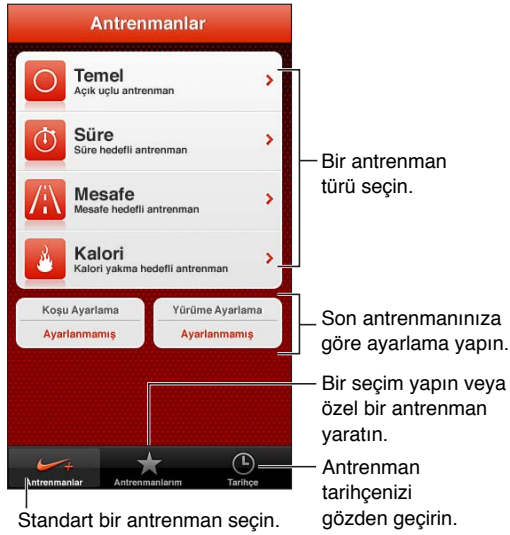 Antrenmanlar
Temel
Açık uçlu antrenman
Süre
Süre hedefli antrenman
Mesafe
Mesafe hedefli antrenman
Kalori
Kalori yakma hedefli antrenman
Bir antrenman
türü seçin.
Koşu Ayarlama
Ayarlanmamış
Yürüme Ayarlama
Ayarlanmamış
Son antrenmanınıza
göre ayarlama yapın.
Bir seçim yapın veya
özel bir antrenman
yaratın.
Antrenmanlar
Antrenmanlarım
Tarihçe
Antrenman
tarihçenizi
gözden geçirin.
Standart bir antrenman seçin.